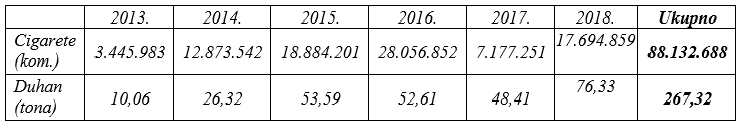 2013. 2014. 2015. 2016. 2017. 2018. Ukupno
Cigarete (kom.) 3.445.983 12.873.542 18.884.201 28.056.852 7.177.251 17.694.859 88.132.688
Duhan (tona) 10,06 26,32 53,59 52,61 48,41 76,33 267,32